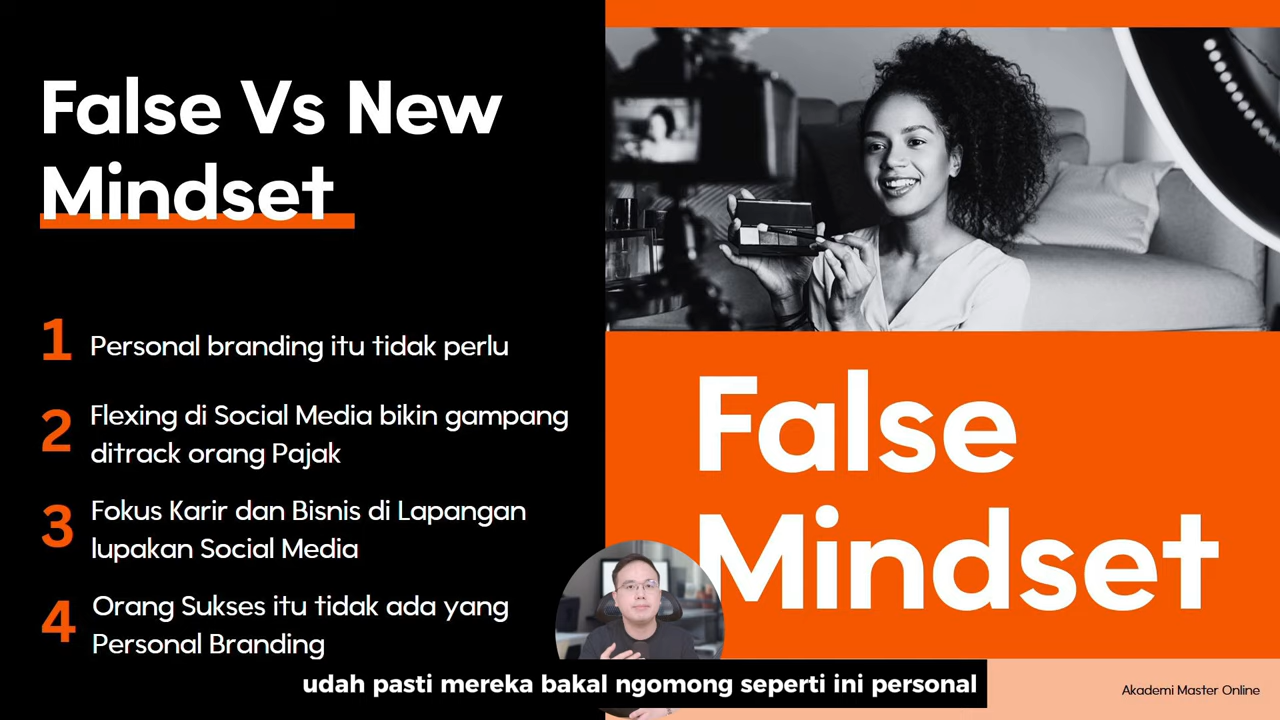 False Vs New
Mindset
1 Personal branding itu tidak perlu
2 Flexing di Social Media bikin gampang
ditrack orang Pajak
3 Fokus Karir dan Bisnis di Lapangan
lupakan Social Media
4 Orang Sukses itu tidak ada yang
Personal Branding
False
Mindset
udah pasti mereka bakal ngomong seperti ini personal
Akademi Master Online